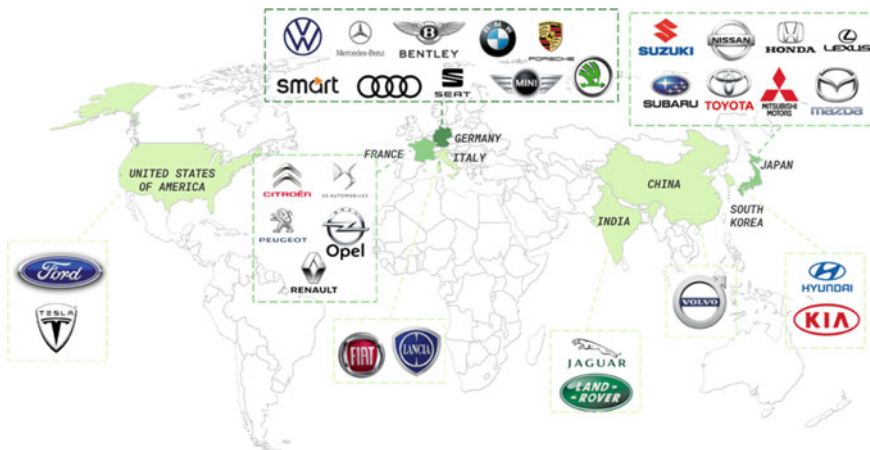 Mercedes-Benz
BENTLEY
BMW
PORSCHE
smart
SEAT
MINI
SUZUKI
NISSAN
HONDA
LEXUS
SUBARU
TOYOTA
MITSUBISHI
MOTORS
mazda
GERMANY
FRANCE
ITALY
UNITED STATES
OF AMERICA
CHINA
INDIA
JAPAN
SOUTH
KOREA
CITROËN
DS AUTOMOBILES
PEUGEOT
Opel
RENAULT
Ford
TESLA
FIAT
LANCIA
JAGUAR
LAND-
ROVER
VOLVO
HYUNDAI
KIA